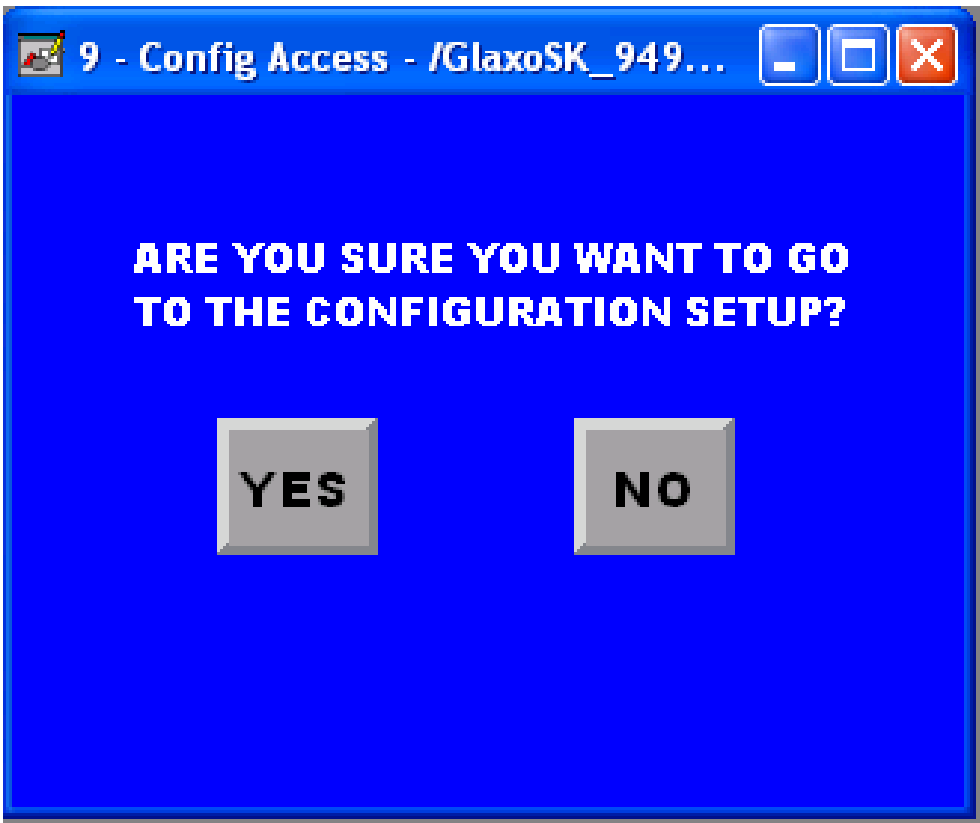 9 - Config Access - /GlaxoSK_949...
ARE YOU SURE YOU WANT TO GO
TO THE CONFIGURATION SETUP?
YES NO